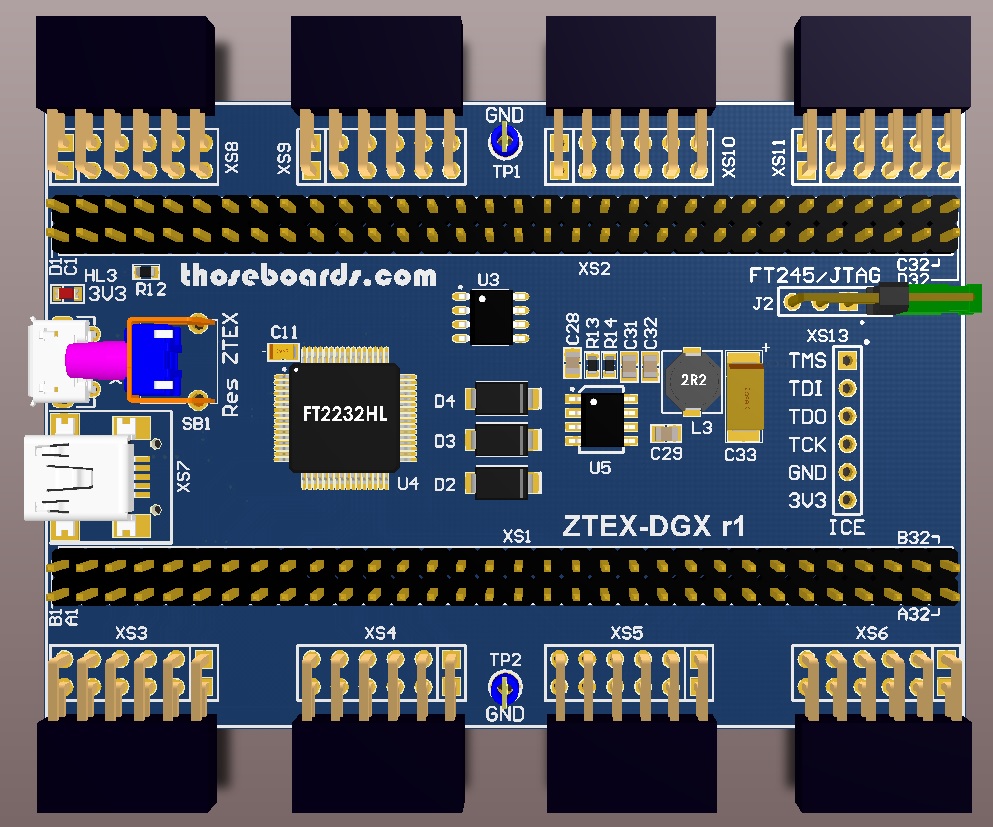 GND
XS8
XS9
TP1
XS10
XS11
D1
C1
HL3
3V3
R12
thoseboards.com
U3
XS2
C32
D32
FT245/JTAG
J2
XS13
Res ZTEX
SB1
C11
FT2232HL
U4
D4
D3
D2
C28
R13
R14
C31
C32
2R2
L3
+
C33
C29
U5
TMS
TDI
TDO
TCK
GND
3V3
ICE
XS7
ZTEX-DGX r1
XS1
B32
A32
B1
A1
XS3
XS4
TP2
GND
XS5
XS6